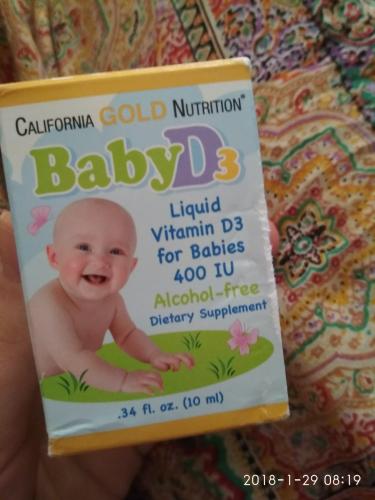 CALIFORNIA GOLD NUTRITION®
BabyD3
Liquid
Vitamin D3
for Babies
400 IU
Alcohol-free
Dietary Supplement
.34 fl. oz. (10 ml)
2018-1-29 08:19